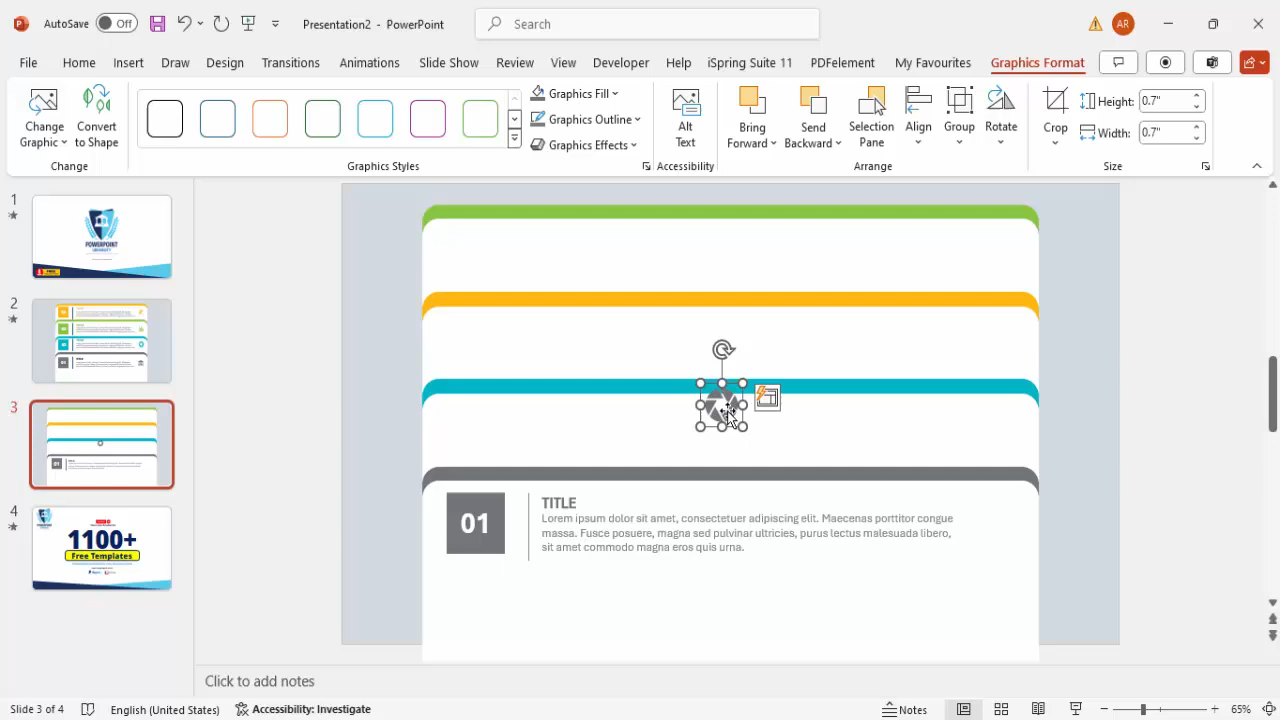 AutoSave Off Presentation2 - PowerPoint Search AR
File Home Insert Draw Design Transitions Animations Slide Show Review View Developer Help iSpring Suite 11 PDFelement My Favourites Graphics Format
Change Graphic
Convert to Shape
Change
Graphics Styles
Graphics Fill
Graphics Outline
Graphics Effects
Alt Text
Accessibility
Bring Forward
Send Backward
Selection Pane
Align
Group
Rotate
Arrange
Crop
Height: 0.7"
Width: 0.7"
Size
1
POWERPOINT
UNIVERSITY
2
3
4
1100+
Free Templates
01
TITLE
Lorem ipsum dolor sit amet, consectetuer adipiscing elit. Maecenas porttitor congue
massa. Fusce posuere, magna sed pulvinar ultricies, purus lectus malesuada libero,
sit amet commodo magna eros quis urna.
Click to add notes
Slide 3 of 4 English (United States) Accessibility: Investigate Notes 65%